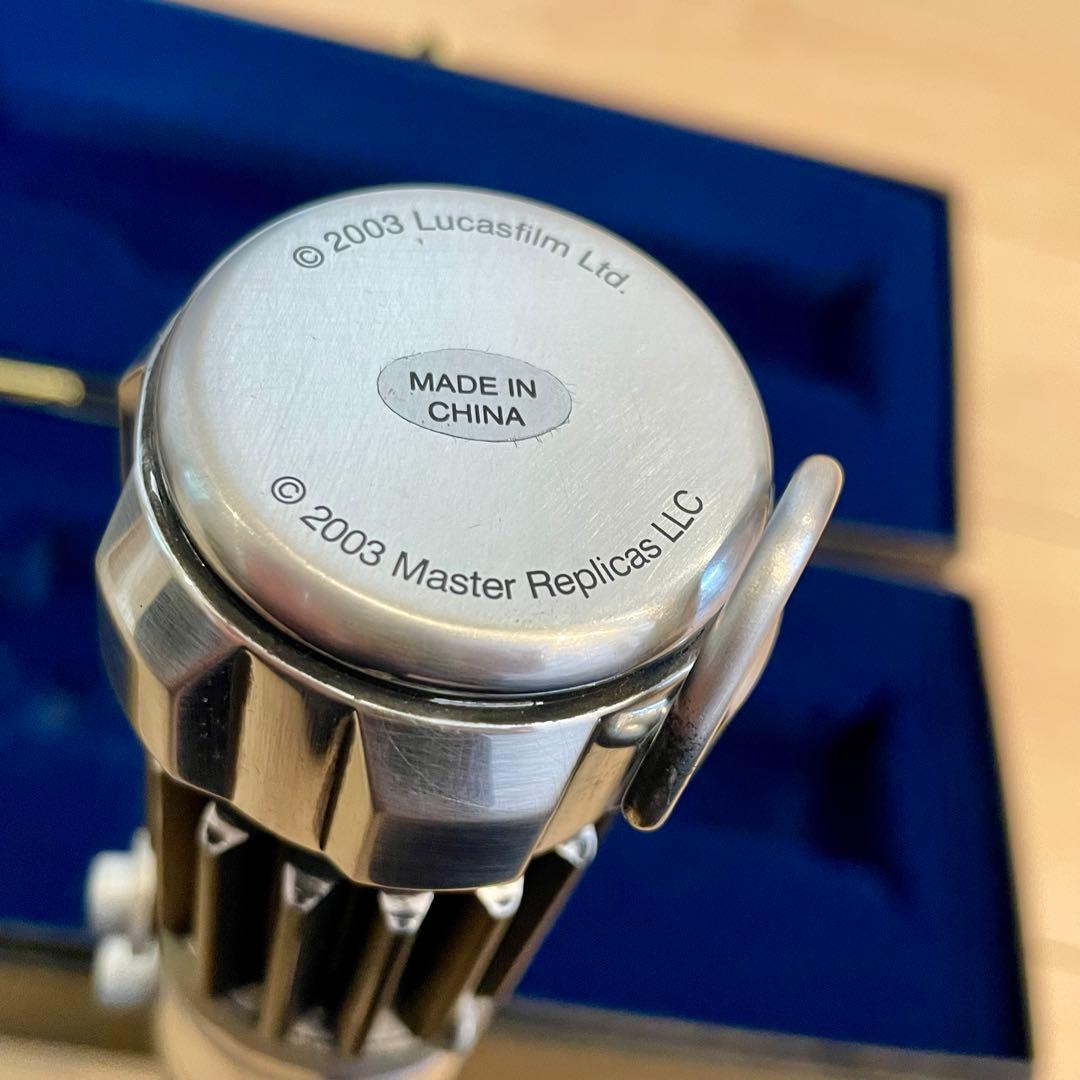 © 2003 Lucasfilm Ltd.
MADE IN
CHINA
© 2003 Master Replicas LLC